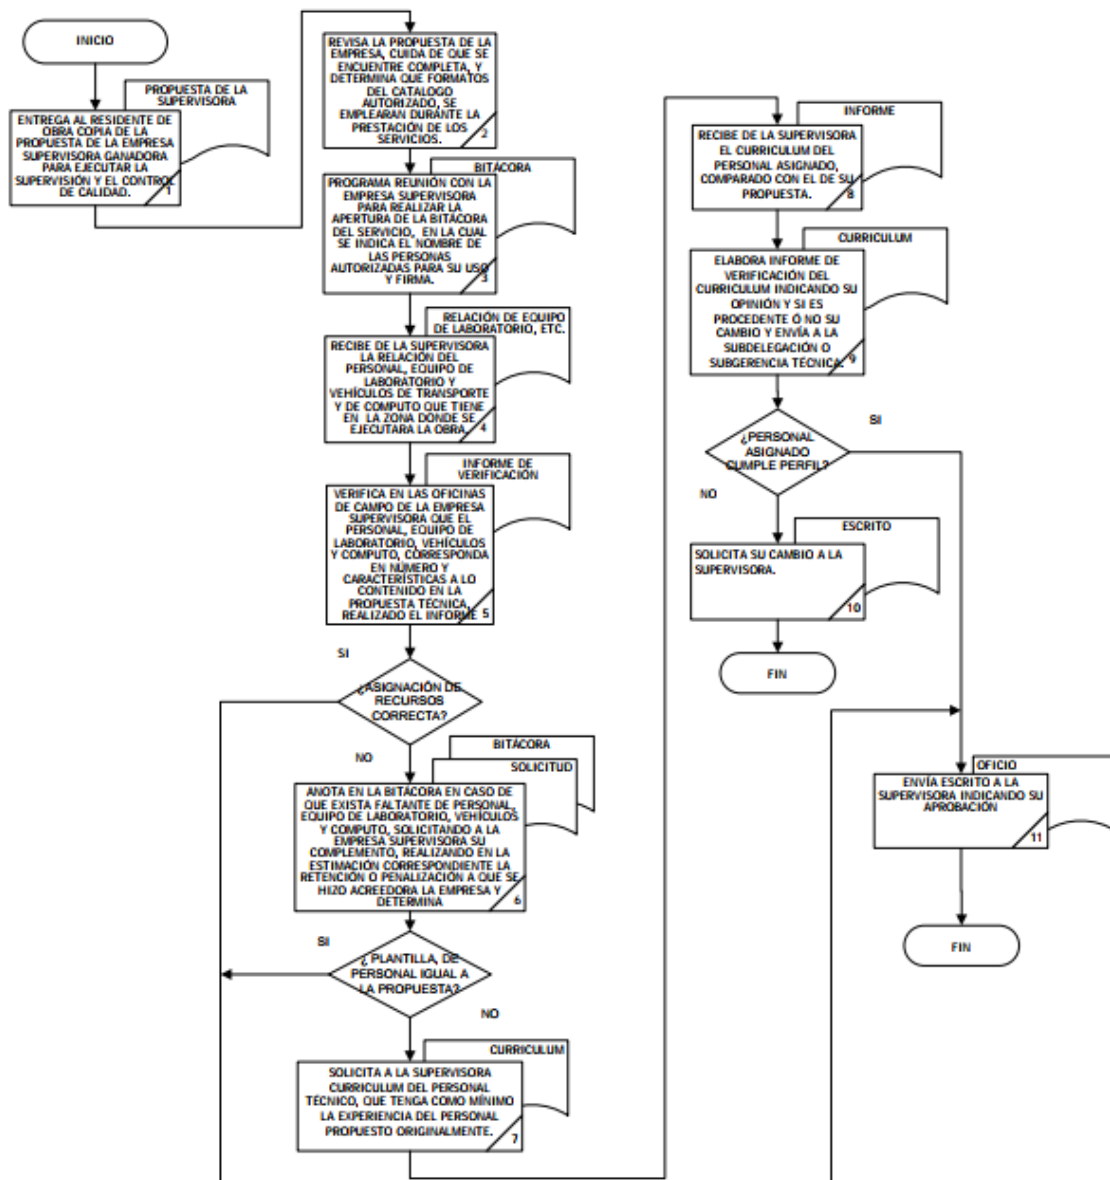 INICIO
PROPUESTA DE LA
SUPERVISORA
ENTREGA AL RESIDENTE DE
OBRA COPIA DE LA
PROPUESTA DE LA EMPRESA
SUPERVISORA GANADORA
PARA EJECUTAR LA
SUPERVISIÓN Y EL CONTROL
DE CALIDAD.
1
REVISA LA PROPUESTA DE LA
EMPRESA, CUIDA DE QUE SE
ENCUENTRE COMPLETA, Y
DETERMINA QUE FORMATOS
DEL CATALOGO
AUTORIZADO, SE
EMPLEARAN DURANTE LA
PRESTACIÓN DE LOS
SERVICIOS.
2
BITÁCORA
PROGRAMA REUNIÓN CON LA
EMPRESA SUPERVISORA
PARA REALIZAR LA
APERTURA DE LA BITÁCORA
DEL SERVICIO, EN LA CUAL
SE INDICA EL NOMBRE DE
LAS PERSONAS
AUTORIZADAS PARA SU USO
Y FIRMA.
3
RELACIÓN DE EQUIPO
DE LABORATORIO, ETC.
RECIBE DE LA SUPERVISORA
LA RELACIÓN DEL
PERSONAL, EQUIPO DE
LABORATORIO Y
VEHÍCULOS DE TRANSPORTE
Y DE COMPUTO QUE TIENE
EN LA ZONA DONDE SE
EJECUTARA LA OBRA.
4
INFORME DE
VERIFICACIÓN
VERIFICA EN LAS OFICINAS
DE CAMPO DE LA EMPRESA
SUPERVISORA QUE EL
PERSONAL, EQUIPO DE
LABORATORIO, VEHÍCULOS
Y COMPUTO, CORRESPONDA
EN NÚMERO Y
CARACTERÍSTICAS A LO
CONTENIDO EN LA
PROPUESTA TÉCNICA,
REALIZADO EL INFORME
5
SI
¿ASIGNACIÓN DE
RECURSOS
CORRECTA?
NO
BITÁCORA
SOLICITUD
ANOTA EN LA BITÁCORA EN CASO DE
QUE EXISTA FALTANTE DE PERSONAL,
EQUIPO DE LABORATORIO, VEHÍCULOS
Y COMPUTO, SOLICITANDO A LA
EMPRESA SUPERVISORA SU
COMPLEMENTO, REALIZANDO EN LA
ESTIMACIÓN CORRESPONDIENTE LA
RETENCIÓN O PENALIZACIÓN A QUE SE
HIZO ACREEDORA LA EMPRESA Y
DETERMINA
6
SI
¿ PLANTILLA, DE
PERSONAL IGUAL A
LA PROPUESTA?
NO
CURRICULUM
SOLICITA A LA SUPERVISORA
CURRICULUM DEL PERSONAL
TÉCNICO, QUE TENGA COMO MÍNIMO
LA EXPERIENCIA DEL PERSONAL
PROPUESTO ORIGINALMENTE.
7
INFORME
RECIBE DE LA SUPERVISORA
EL CURRICULUM DEL
PERSONAL ASIGNADO,
COMPARADO CON EL DE SU
PROPUESTA.
8
CURRICULUM
ELABORA INFORME DE
VERIFICACIÓN DEL
CURRICULUM INDICANDO SU
OPINIÓN Y SI ES
PROCEDENTE Ó NO SU
CAMBIO Y ENVÍA A LA
SUBDELEGACIÓN O
SUBGERENCIA TÉCNICA.
9
SI
¿PERSONAL
ASIGNADO
CUMPLE PERFIL?
NO
ESCRITO
SOLICITA SU CAMBIO A LA
SUPERVISORA.
10
FIN
OFICIO
ENVÍA ESCRITO A LA
SUPERVISORA INDICANDO SU
APROBACIÓN
11
FIN